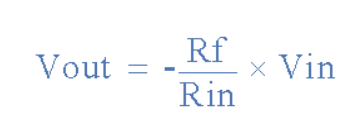 Vout = -Rf/Rin × Vin